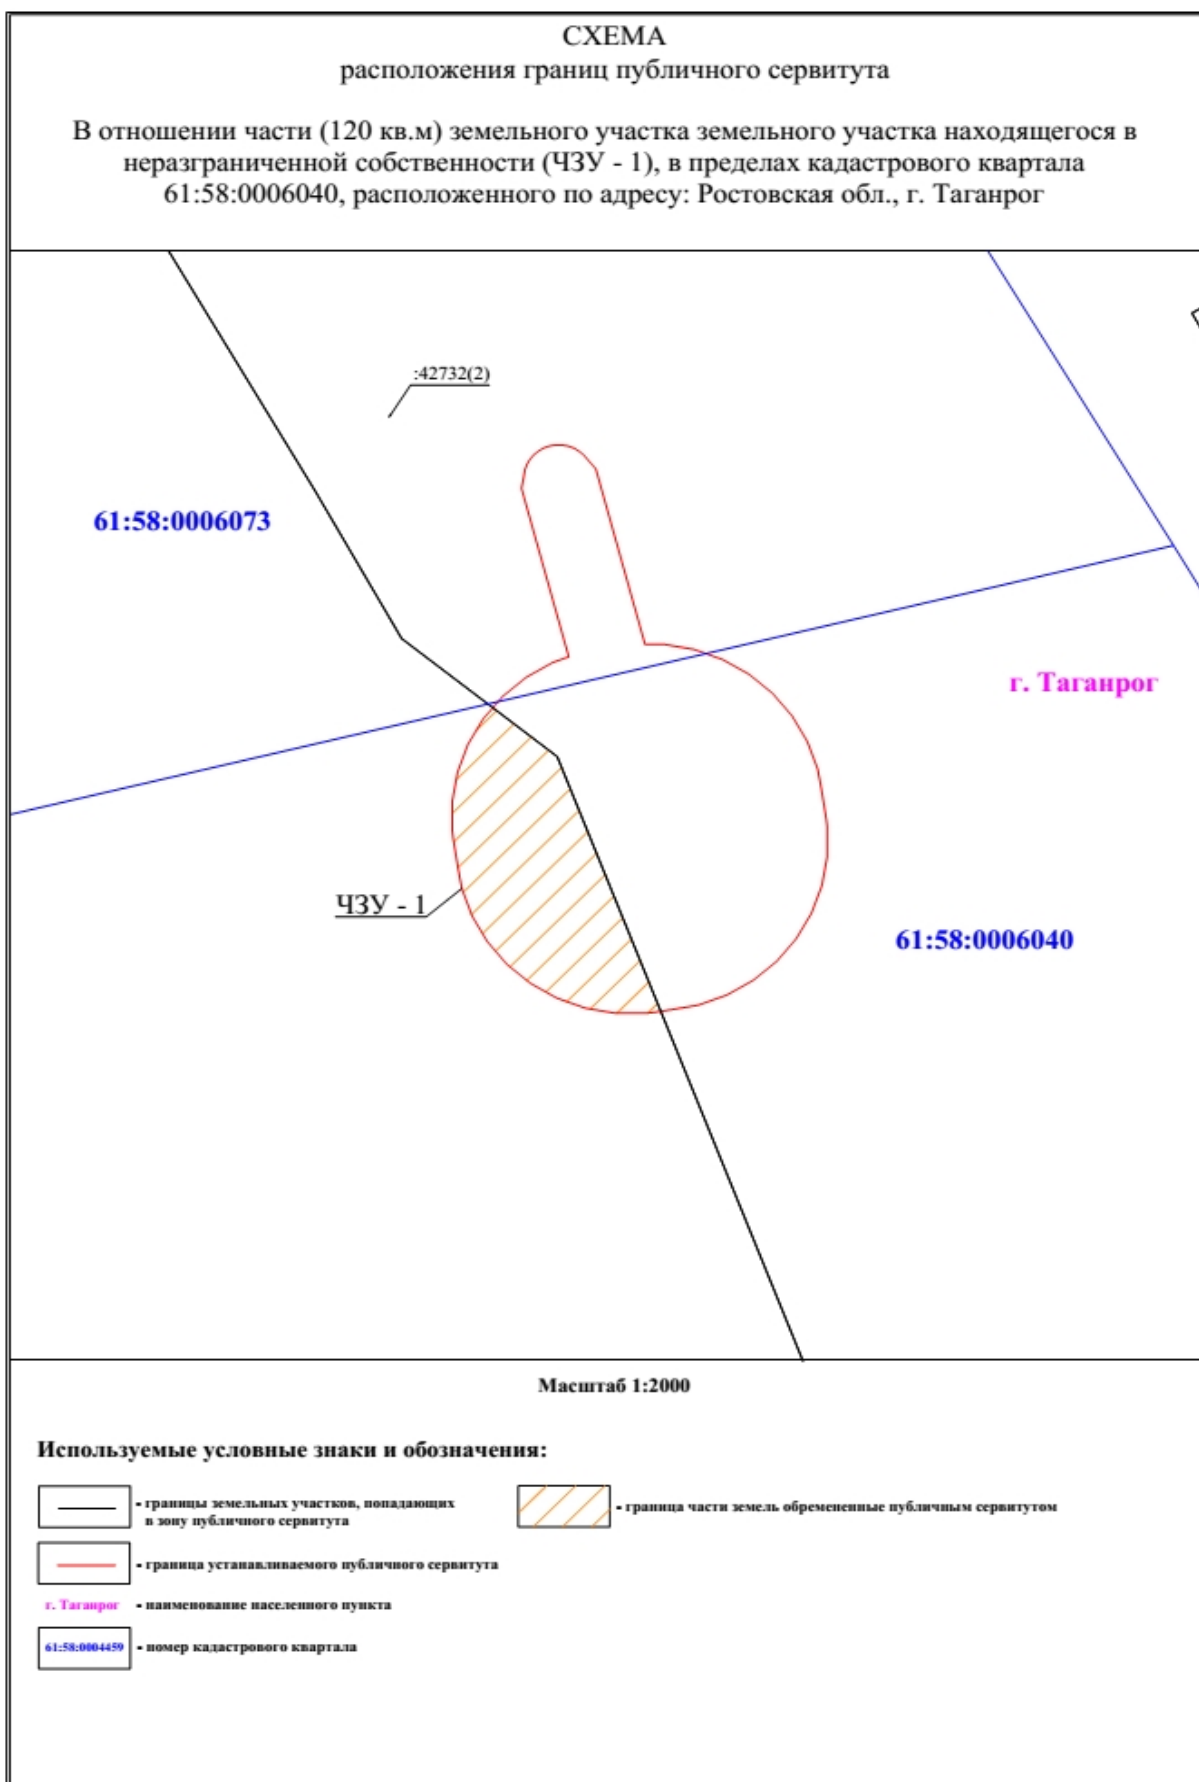 СХЕМА
расположения границ публичного сервитута
В отношении части (120 кв.м) земельного участка земельного участка находящегося в
неразграниченной собственности (ЧЗУ - 1), в пределах кадастрового квартала
61:58:0006040, расположенного по адресу: Ростовская обл., г. Таганрог
:42732(2)
61:58:0006073
г. Таганрог
ЧЗУ - 1
61:58:0006040
Масштаб 1:2000
Используемые условные знаки и обозначения:
- границы земельных участков, попадающих
в зону публичного сервитута
- граница части земель обремененные публичным сервитутом
- граница устанавливаемого публичного сервитута
г. Таганрог - наименование населенного пункта
61:58:0004459 - номер кадастрового квартала